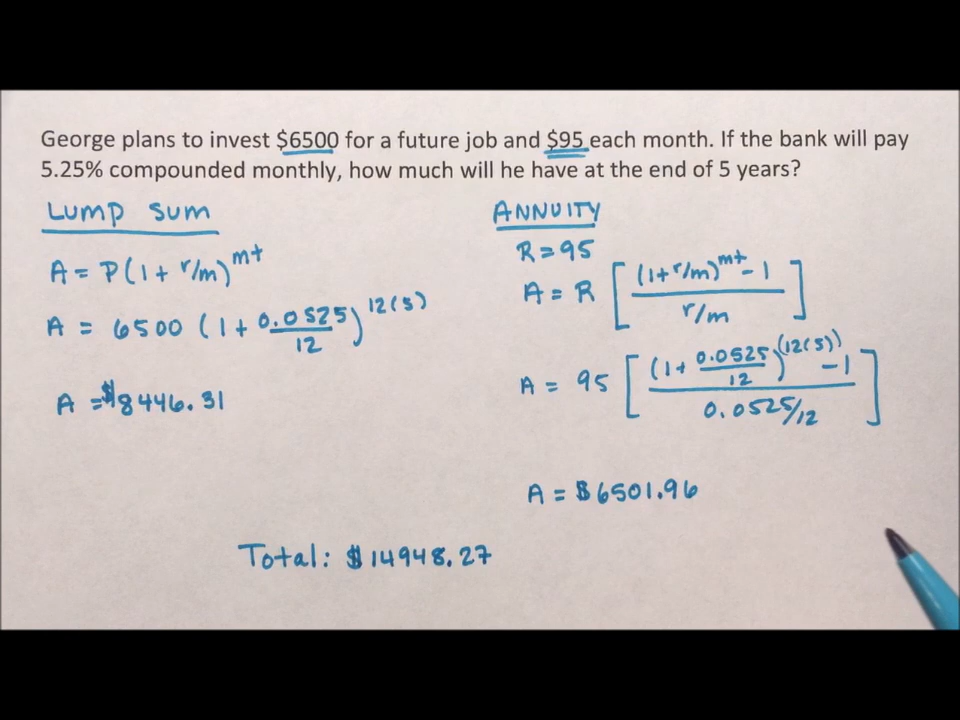 George plans to invest $6500 for a future job and $95 each month. If the bank will pay
5.25% compounded monthly, how much will he have at the end of 5 years?
LUMP SUM
A = P(1 + r/m)^mt
A = 6500 (1 + 0.0525/12)^12(5)
A = $8446.31
ANNUITY
R = 95
A = R [ (1+r/m)^mt - 1 / r/m ]
A = 95 [ (1 + 0.0525/12)^(12(5)) - 1 / 0.0525/12 ]
A = $6501.96
Total: $14948.27